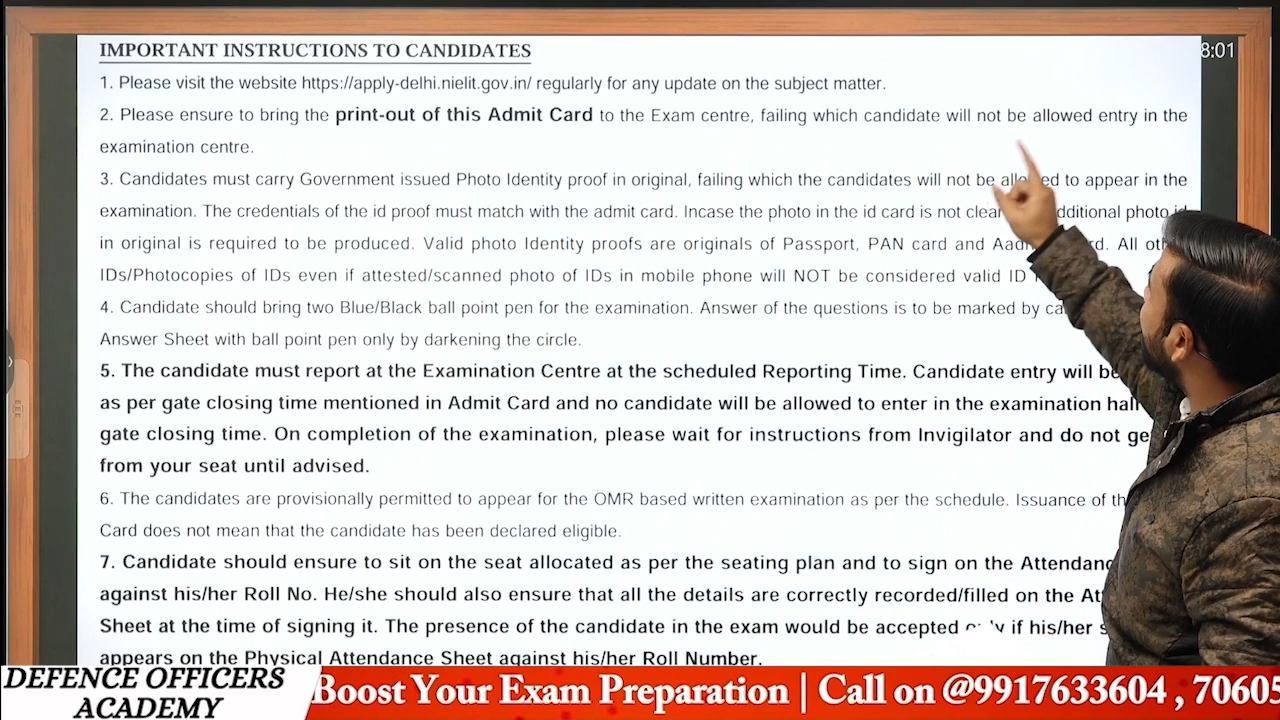 IMPORTANT INSTRUCTIONS TO CANDIDATES
8:01
1. Please visit the website https://apply-delhi.nielit.gov.in/ regularly for any update on the subject matter.
2. Please ensure to bring the print-out of this Admit Card to the Exam centre, failing which candidate will not be allowed entry in the
examination centre.
3. Candidates must carry Government issued Photo Identity proof in original, failing which the candidates will not be to appear in the
examination. The credentials of the id proof must match with the admit card. Incase the photo in the id card is not photo id
in original is required to be produced. Valid photo Identity proofs are originals of Passport, PAN card and All
IDs/Photocopies of IDs even if attested/scanned photo of IDs in mobile phone will NOT be considered valid ID
4. Candidate should bring two Blue/Black ball point pen for the examination. Answer of the questions is to be marked by
Answer Sheet with ball point pen only by darkening the circle.
5. The candidate must report at the Examination Centre at the scheduled Reporting Time. Candidate entry will
as per gate closing time mentioned in Admit Card and no candidate will be allowed to enter in the examination hall
gate closing time. On completion of the examination, please wait for instructions from Invigilator and do not
from your seat until advised.
6. The candidates are provisionally permitted to appear for the OMR based written examination as per the schedule. Issuance of
Card does not mean that the candidate has been declared eligible.
7. Candidate should ensure to sit on the seat allocated as per the seating plan and to sign on the
against his/her Roll No. He/she should also ensure that all the details are correctly recorded/filled on the
Sheet at the time of signing it. The presence of the candidate in the exam would be accepted if his/her
appears on the Physical Attendance Sheet against his/her Roll Number.
DEFENCE OFFICERS
ACADEMY
Boost Your Exam Preparation | Call on @9917633604 , 70605